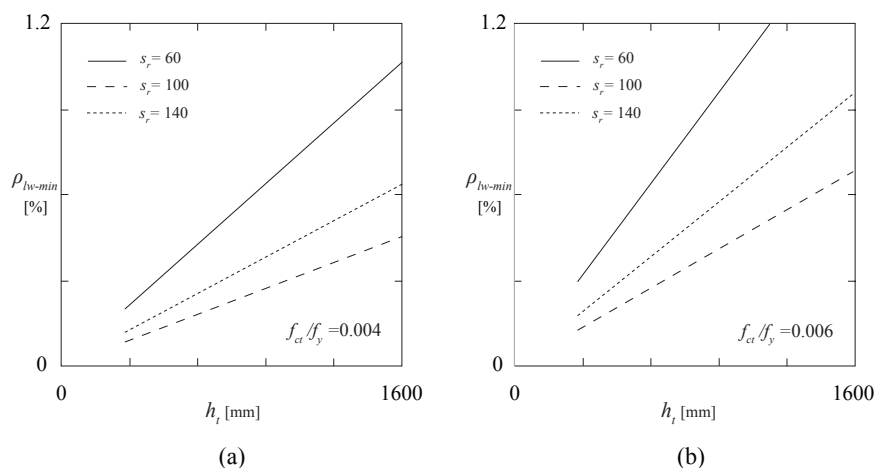 1.2
s_r = 60
s_r = 100
s_r = 140
ρ_lw-min
[%]
f_ct /f_y =0.004
0
0
1600
h_t [mm]
(a)
1.2
s_r = 60
s_r = 100
s_r = 140
ρ_lw-min
[%]
f_ct /f_y =0.006
0
0
1600
h_t [mm]
(b)